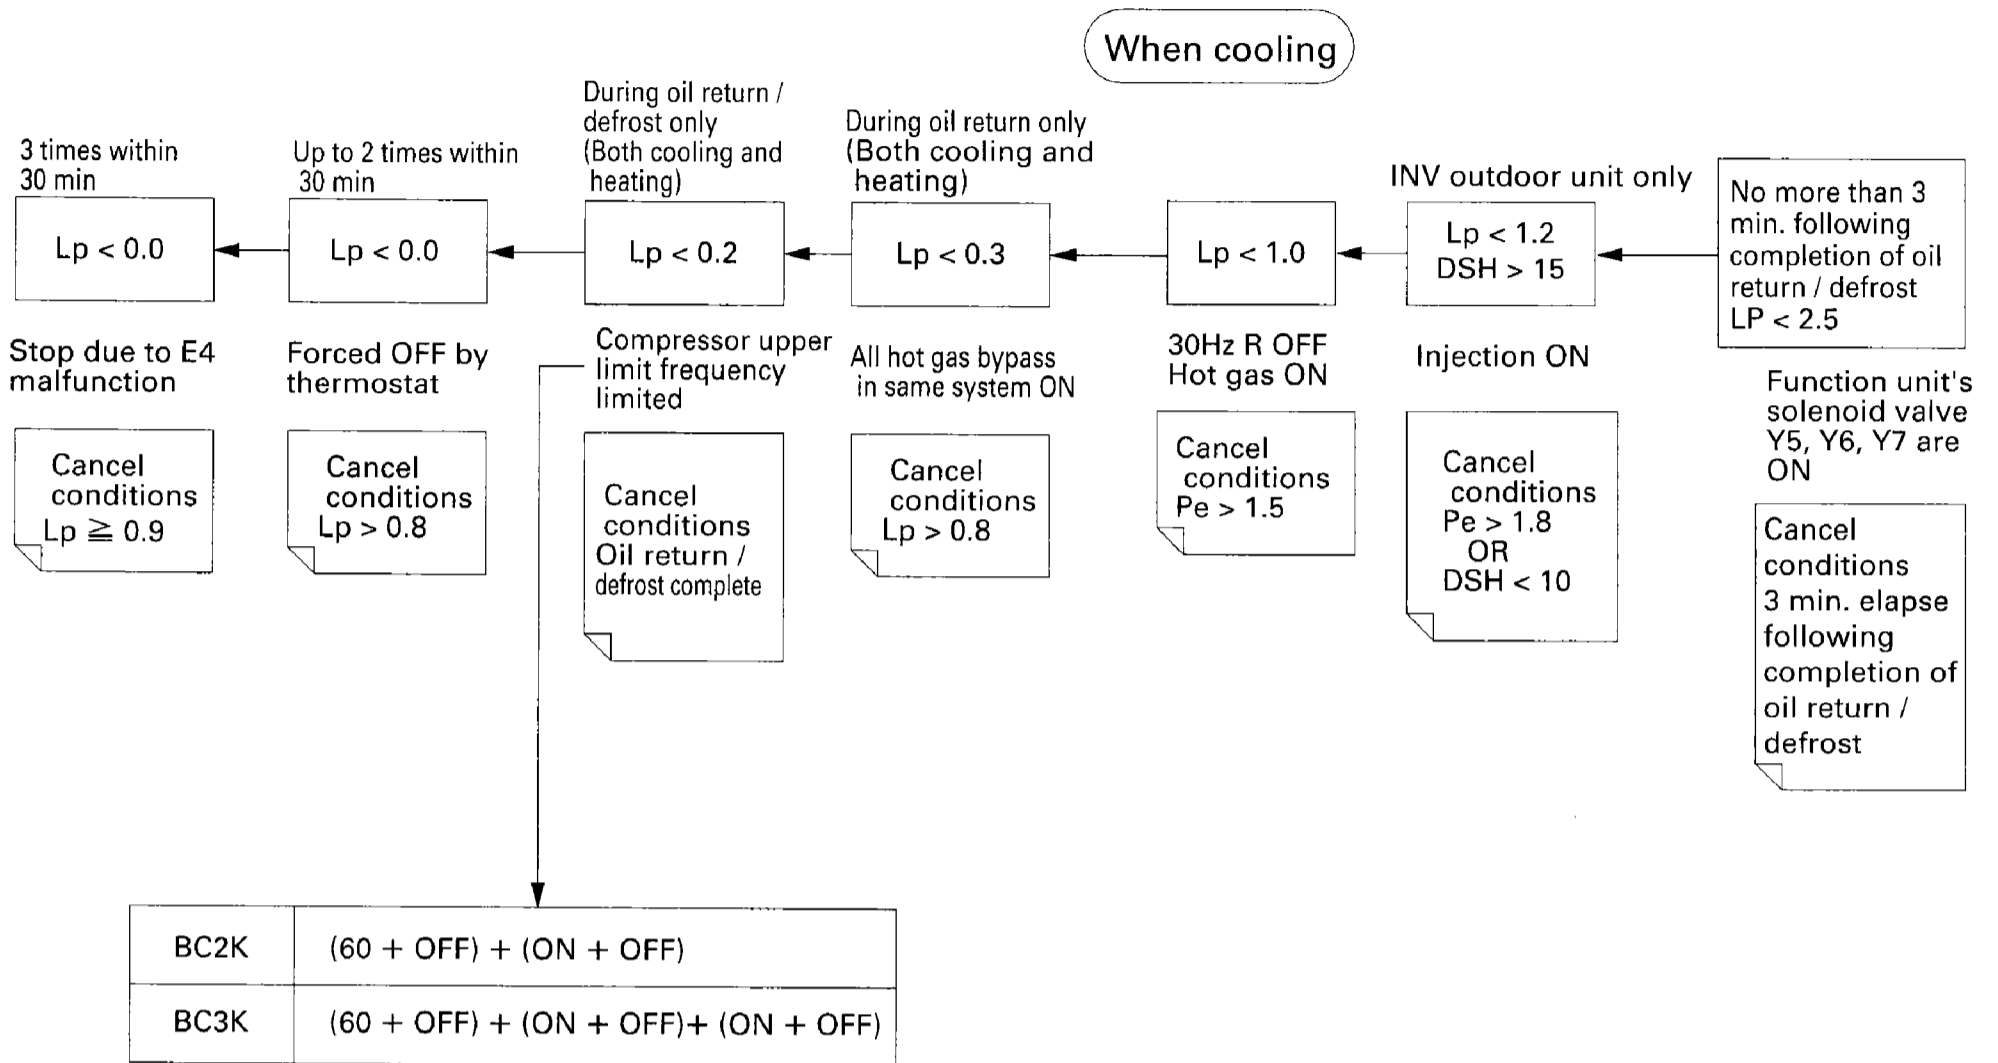 When cooling
3 times within
30 min
Lp < 0.0
Stop due to E4
malfunction
Cancel
conditions
Lp ≧ 0.9
Up to 2 times within
30 min
Lp < 0.0
Forced OFF by
thermostat
Cancel
conditions
Lp > 0.8
During oil return /
defrost only
(Both cooling and
heating)
Lp < 0.2
Compressor upper
limit frequency
limited
Cancel
conditions
Oil return /
defrost complete
During oil return only
(Both cooling and
heating)
Lp < 0.3
All hot gas bypass
in same system ON
Cancel
conditions
Lp > 0.8
Lp < 1.0
30Hz R OFF
Hot gas ON
Cancel
conditions
Pe > 1.5
INV outdoor unit only
Lp < 1.2
DSH > 15
Injection ON
Cancel
conditions
Pe > 1.8
OR
DSH < 10
No more than 3
min. following
completion of oil
return / defrost
LP < 2.5
Function unit's
solenoid valve
Y5, Y6, Y7 are
ON
Cancel
conditions
3 min. elapse
following
completion of
oil return /
defrost
BC2K (60 + OFF) + (ON + OFF)
BC3K (60 + OFF) + (ON + OFF)+ (ON + OFF)